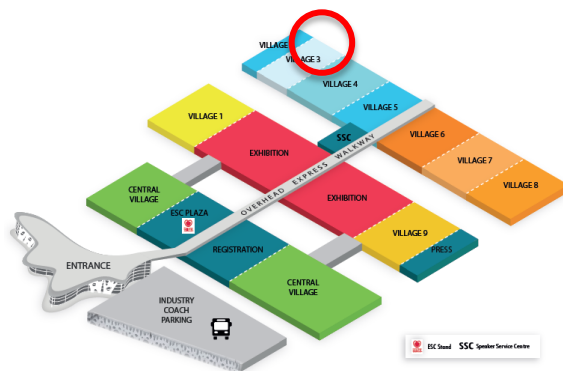 VILLAGE
VILLAGE 3
VILLAGE 4
VILLAGE 5
VILLAGE 6
VILLAGE 7
VILLAGE 8
VILLAGE 1
EXHIBITION
SSC
OVERHEAD EXPRESS WALKWAY
EXHIBITION
VILLAGE 9
PRESS
CENTRAL
VILLAGE
ESC PLAZA
REGISTRATION
CENTRAL
VILLAGE
ENTRANCE
INDUSTRY
COACH
PARKING
ESC Stand SSC Speaker Service Centre